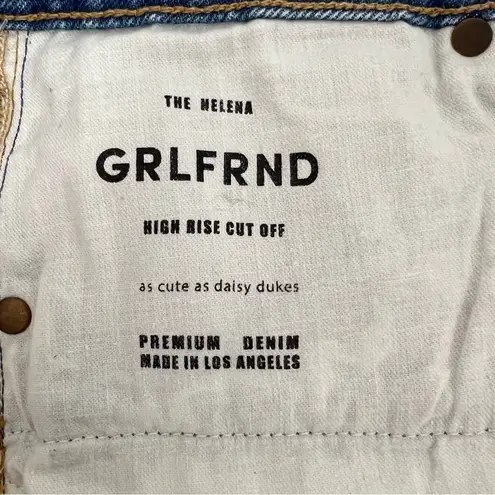 THE HELENA
GRLFRND
HIGH RISE CUT OFF
as cute as daisy dukes
PREMIUM DENIM
MADE IN LOS ANGELES